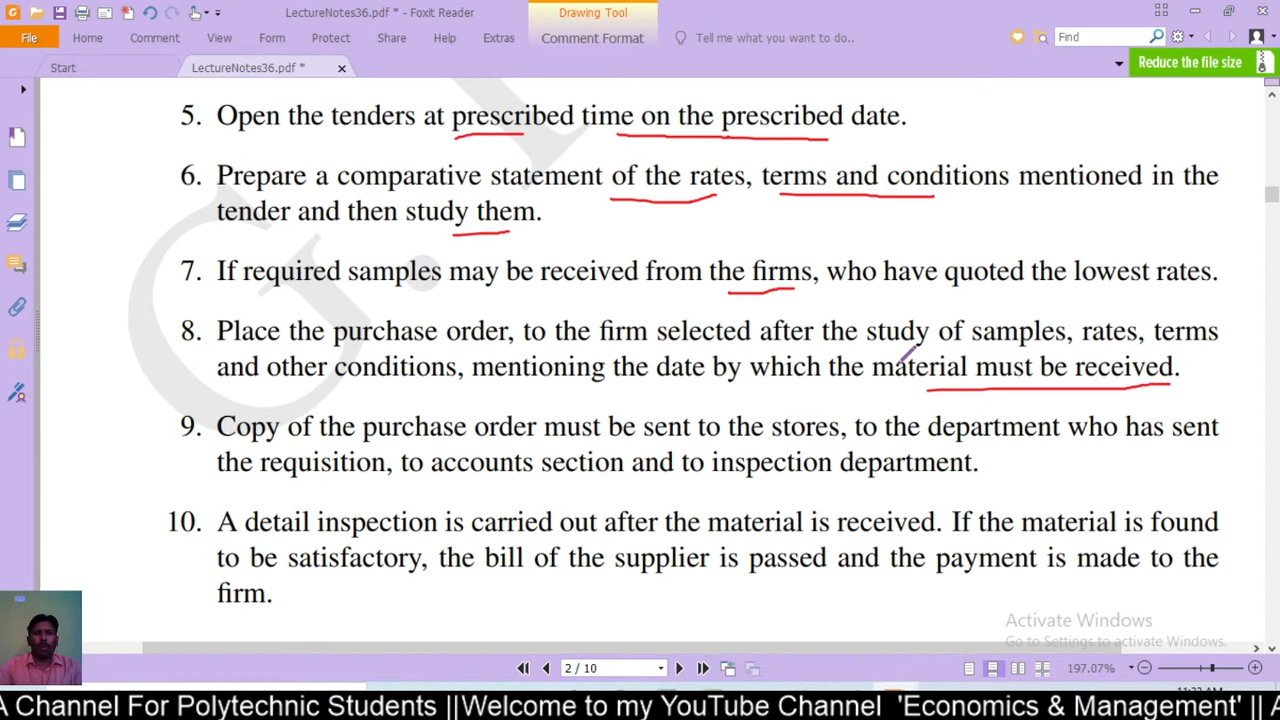 LectureNotes36.pdf * - Foxit Reader
Drawing Tool
File Home Comment View Form Protect Share Help Extras Comment Format Tell me what you want to do.. Find
Start LectureNotes36.pdf * Reduce the file size
5. Open the tenders at prescribed time on the prescribed date.
6. Prepare a comparative statement of the rates, terms and conditions mentioned in the
tender and then study them.
7. If required samples may be received from the firms, who have quoted the lowest rates.
8. Place the purchase order, to the firm selected after the study of samples, rates, terms
and other conditions, mentioning the date by which the material must be received.
9. Copy of the purchase order must be sent to the stores, to the department who has sent
the requisition, to accounts section and to inspection department.
10. A detail inspection is carried out after the material is received. If the material is found
to be satisfactory, the bill of the supplier is passed and the payment is made to the
firm.
Activate Windows
Go to Settings to activate Windows.
2 / 10 197.07%
A Channel For Polytechnic Students ||Welcome to my YouTube Channel 'Economics & Management' || A